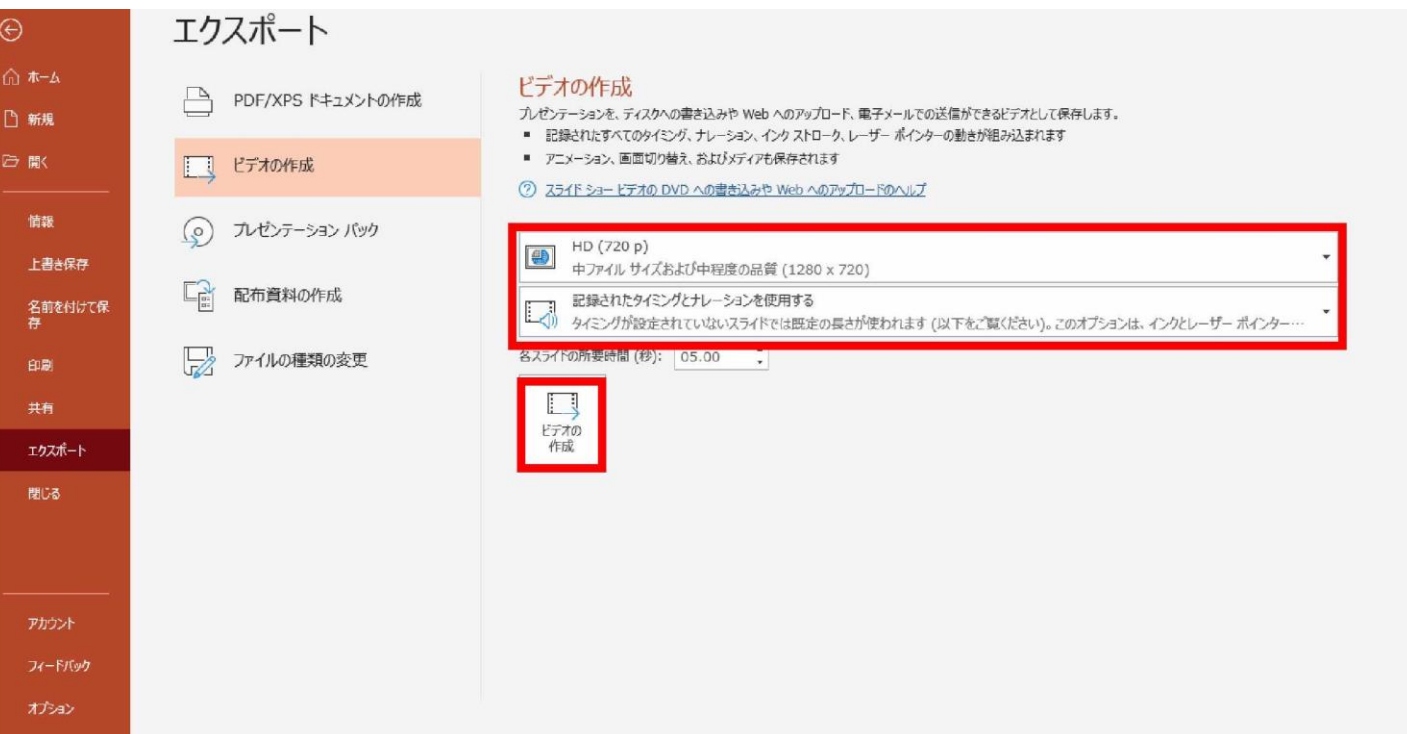 エクスポート
ホーム
新規
開く
情報
上書き保存
名前を付けて保
存
印刷
共有
エクスポート
閉じる
アカウント
フィードバック
オプション
PDF/XPS ドキュメントの作成
ビデオの作成
プレゼンテーション パック
配布資料の作成
ファイルの種類の変更
ビデオの作成
プレゼンテーションを、ディスクへの書き込みや Web へのアップロード、電子メールでの送信ができるビデオとして保存します。
■ 記録されたすべてのタイミング、ナレーション、インク ストローク、レーザー ポインターの動きが組み込まれます
■ アニメーション、画面切り替え、およびメディアも保存されます
スライド ショー ビデオの DVD への書き込みや Web へのアップロードのヘルプ
HD (720 p)
中ファイル サイズおよび中程度の品質 (1280 x 720)
記録されたタイミングとナレーションを使用する
タイミングが設定されていないスライドでは既定の長さが使われます (以下をご覧ください)。このオプションは、インクとレーザー ポインター…
各スライドの所要時間 (秒): 05.00
ビデオの
作成